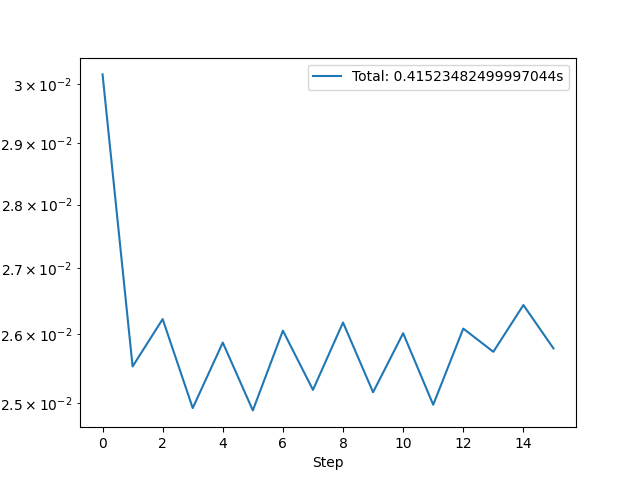 Total: 0.41523482499997044s
3 × 10⁻²
2.9 × 10⁻²
2.8 × 10⁻²
2.7 × 10⁻²
2.6 × 10⁻²
2.5 × 10⁻²
0 2 4 6 8 10 12 14
Step